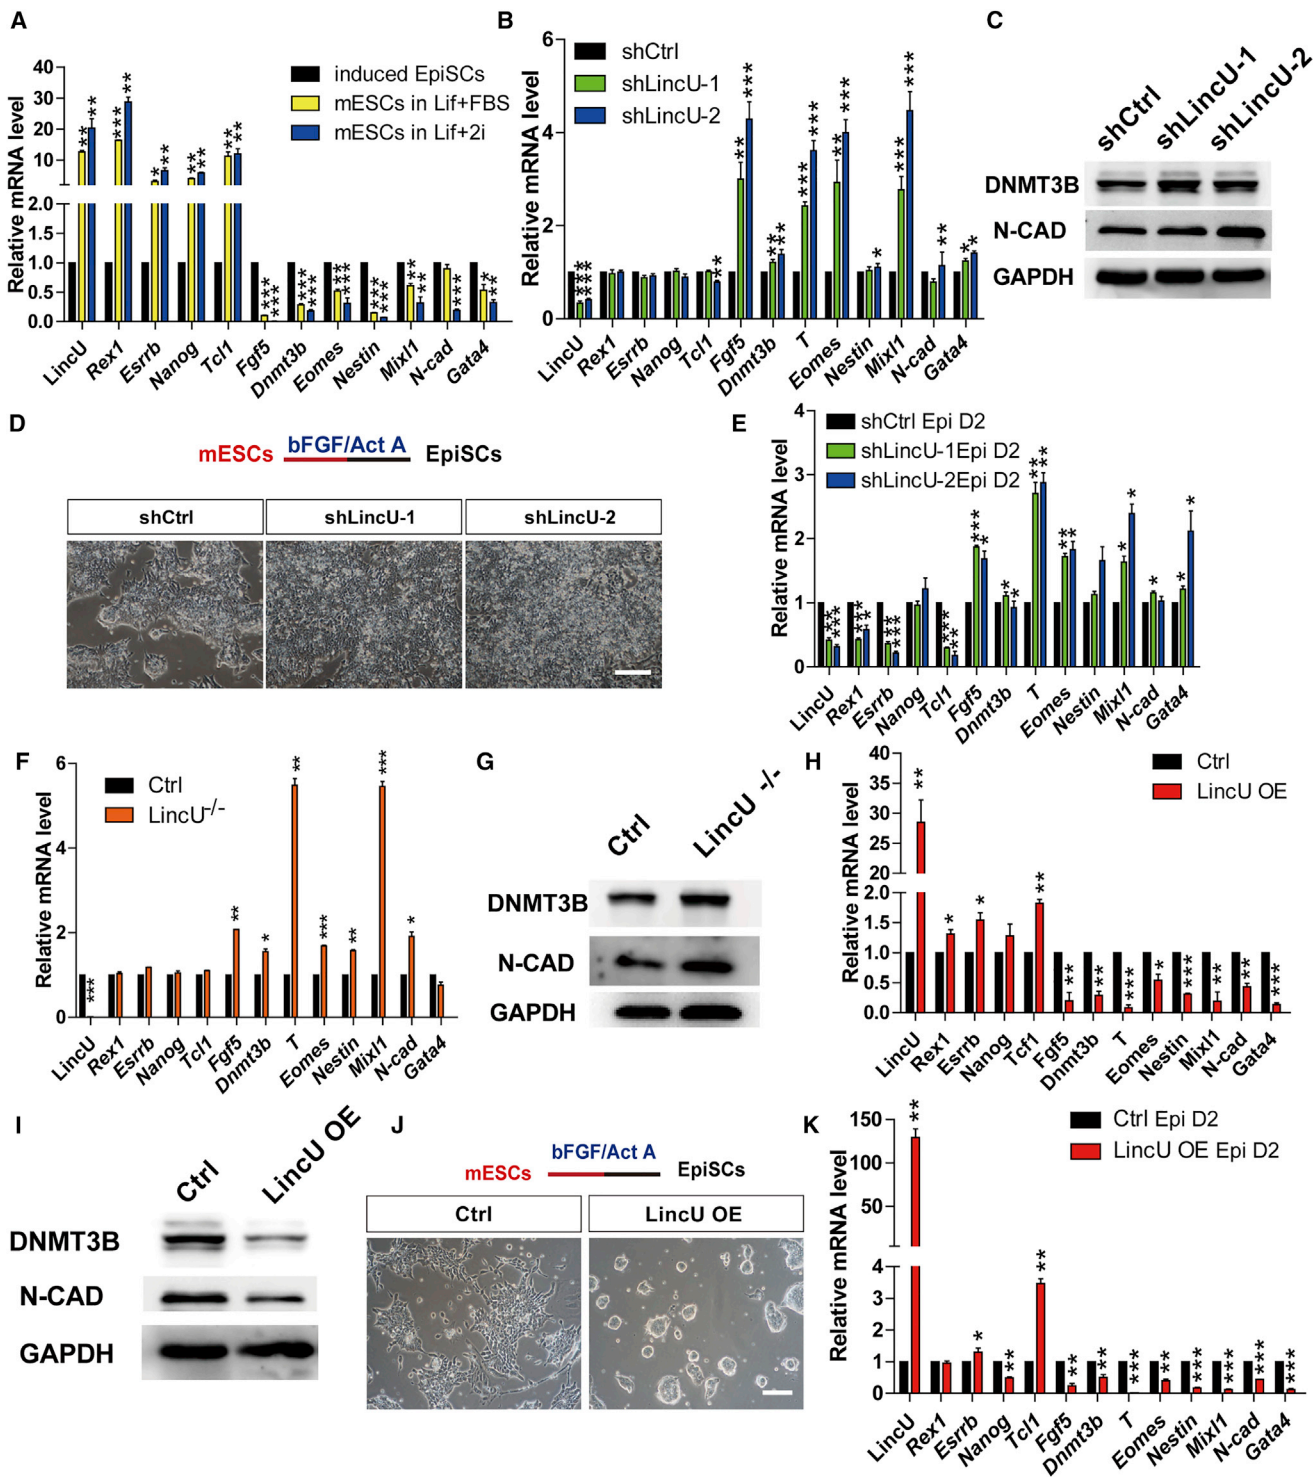 A
Relative mRNA level
40
30
20
10
2.0
1.5
1.0
0.5
0.0
induced EpiSCs
mESCs in Lif+FBS
mESCs in Lif+2i
LincU Rex1 Esrrb Nanog Tcl1 Fgf5 Dnmt3b Eomes Nestin Mixl1 N-cad Gata4
B
Relative mRNA level
6
4
2
0
shCtrl
shLincU-1
shLincU-2
LincU Rex1 Esrrb Nanog Tcl1 Fgf5 Dnmt3b T Eomes Nestin Mixl1 N-cad Gata4
C
shCtrl shLincU-1 shLincU-2
DNMT3B
N-CAD
GAPDH
D
mESCs bFGF/Act A EpiSCs
shCtrl shLincU-1 shLincU-2
E
Relative mRNA level
4
3
2
1
0
shCtrl Epi D2
shLincU-1Epi D2
shLincU-2Epi D2
LincU Rex1 Esrrb Nanog Tcl1 Fgf5 Dnmt3b T Eomes Nestin Mixl1 N-cad Gata4
F
Relative mRNA level
6
4
2
0
Ctrl
LincU-/-
LincU Rex1 Esrrb Nanog Tcl1 Fgf5 Dnmt3b T Eomes Nestin Mixl1 N-cad Gata4
G
Ctrl LincU -/-
DNMT3B
N-CAD
GAPDH
H
Relative mRNA level
40
35
30
25
20
2.0
1.5
1.0
0.5
0.0
Ctrl
LincU OE
LincU Rex1 Esrrb Nanog Tcf1 Fgf5 Dnmt3b T Eomes Nestin Mixl1 N-cad Gata4
I
Ctrl LincU OE
DNMT3B
N-CAD
GAPDH
J
mESCs bFGF/Act A EpiSCs
Ctrl LincU OE
K
Relative mRNA level
150
100
50
4
3
2
1
0
Ctrl Epi D2
LincU OE Epi D2
LincU Rex1 Esrrb Nanog Tcl1 Fgf5 Dnmt3b T Eomes Nestin Mixl1 N-cad Gata4